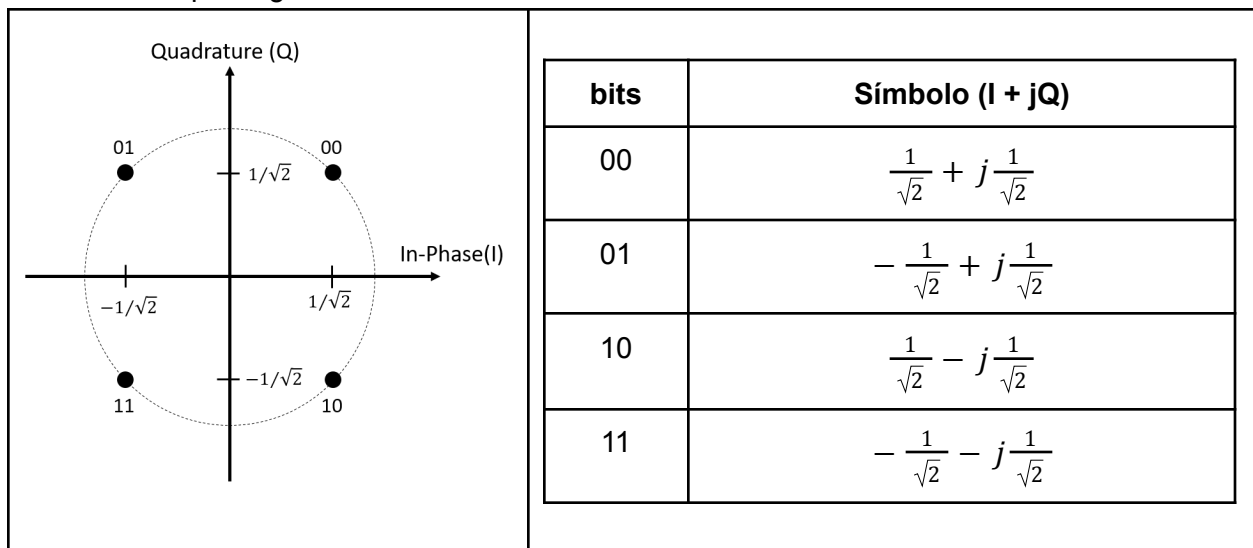 Quadrature (Q)
01
00
1/√2
In-Phase(I)
−1/√2
1/√2
−1/√2
11
10
bits
Símbolo (I + jQ)
00
1/√2 + j 1/√2
01
− 1/√2 + j 1/√2
10
1/√2 − j 1/√2
11
− 1/√2 − j 1/√2